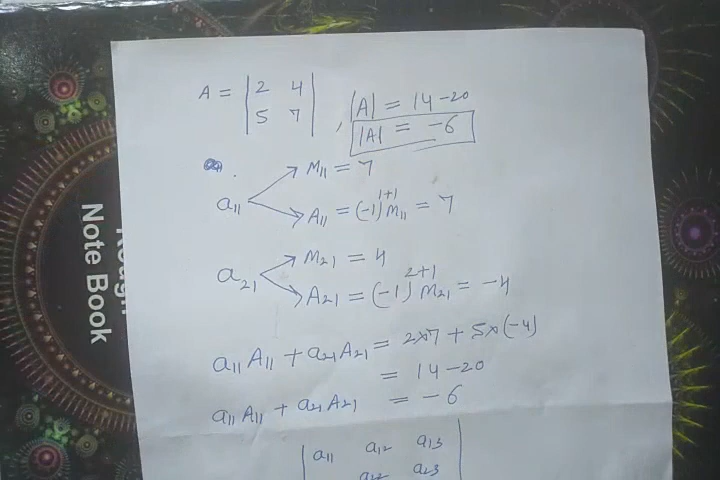 A = | 2 4 |
| 5 7 | , |A| = 14-20
|A| = -6
a11 → M11 = 7
→ A11 = (-1)^1+1 M11 = 7
a21 → M21 = 4
→ A21 = (-1)^2+1 M21 = -4
a11 A11 + a21 A21 = 2×7 + 5×(-4)
= 14-20
a11 A11 + a21 A21 = -6
| a11 a12 a13 |
a22 a23
Note Book